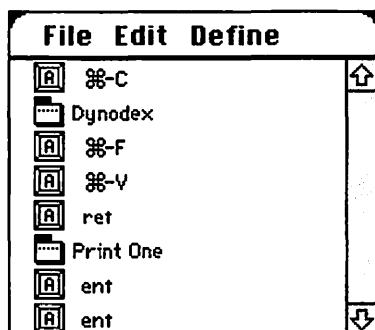 File Edit Define
A ⌘-C
Dynodex
A ⌘-F
A ⌘-V
A ret
Print One
A ent
A ent